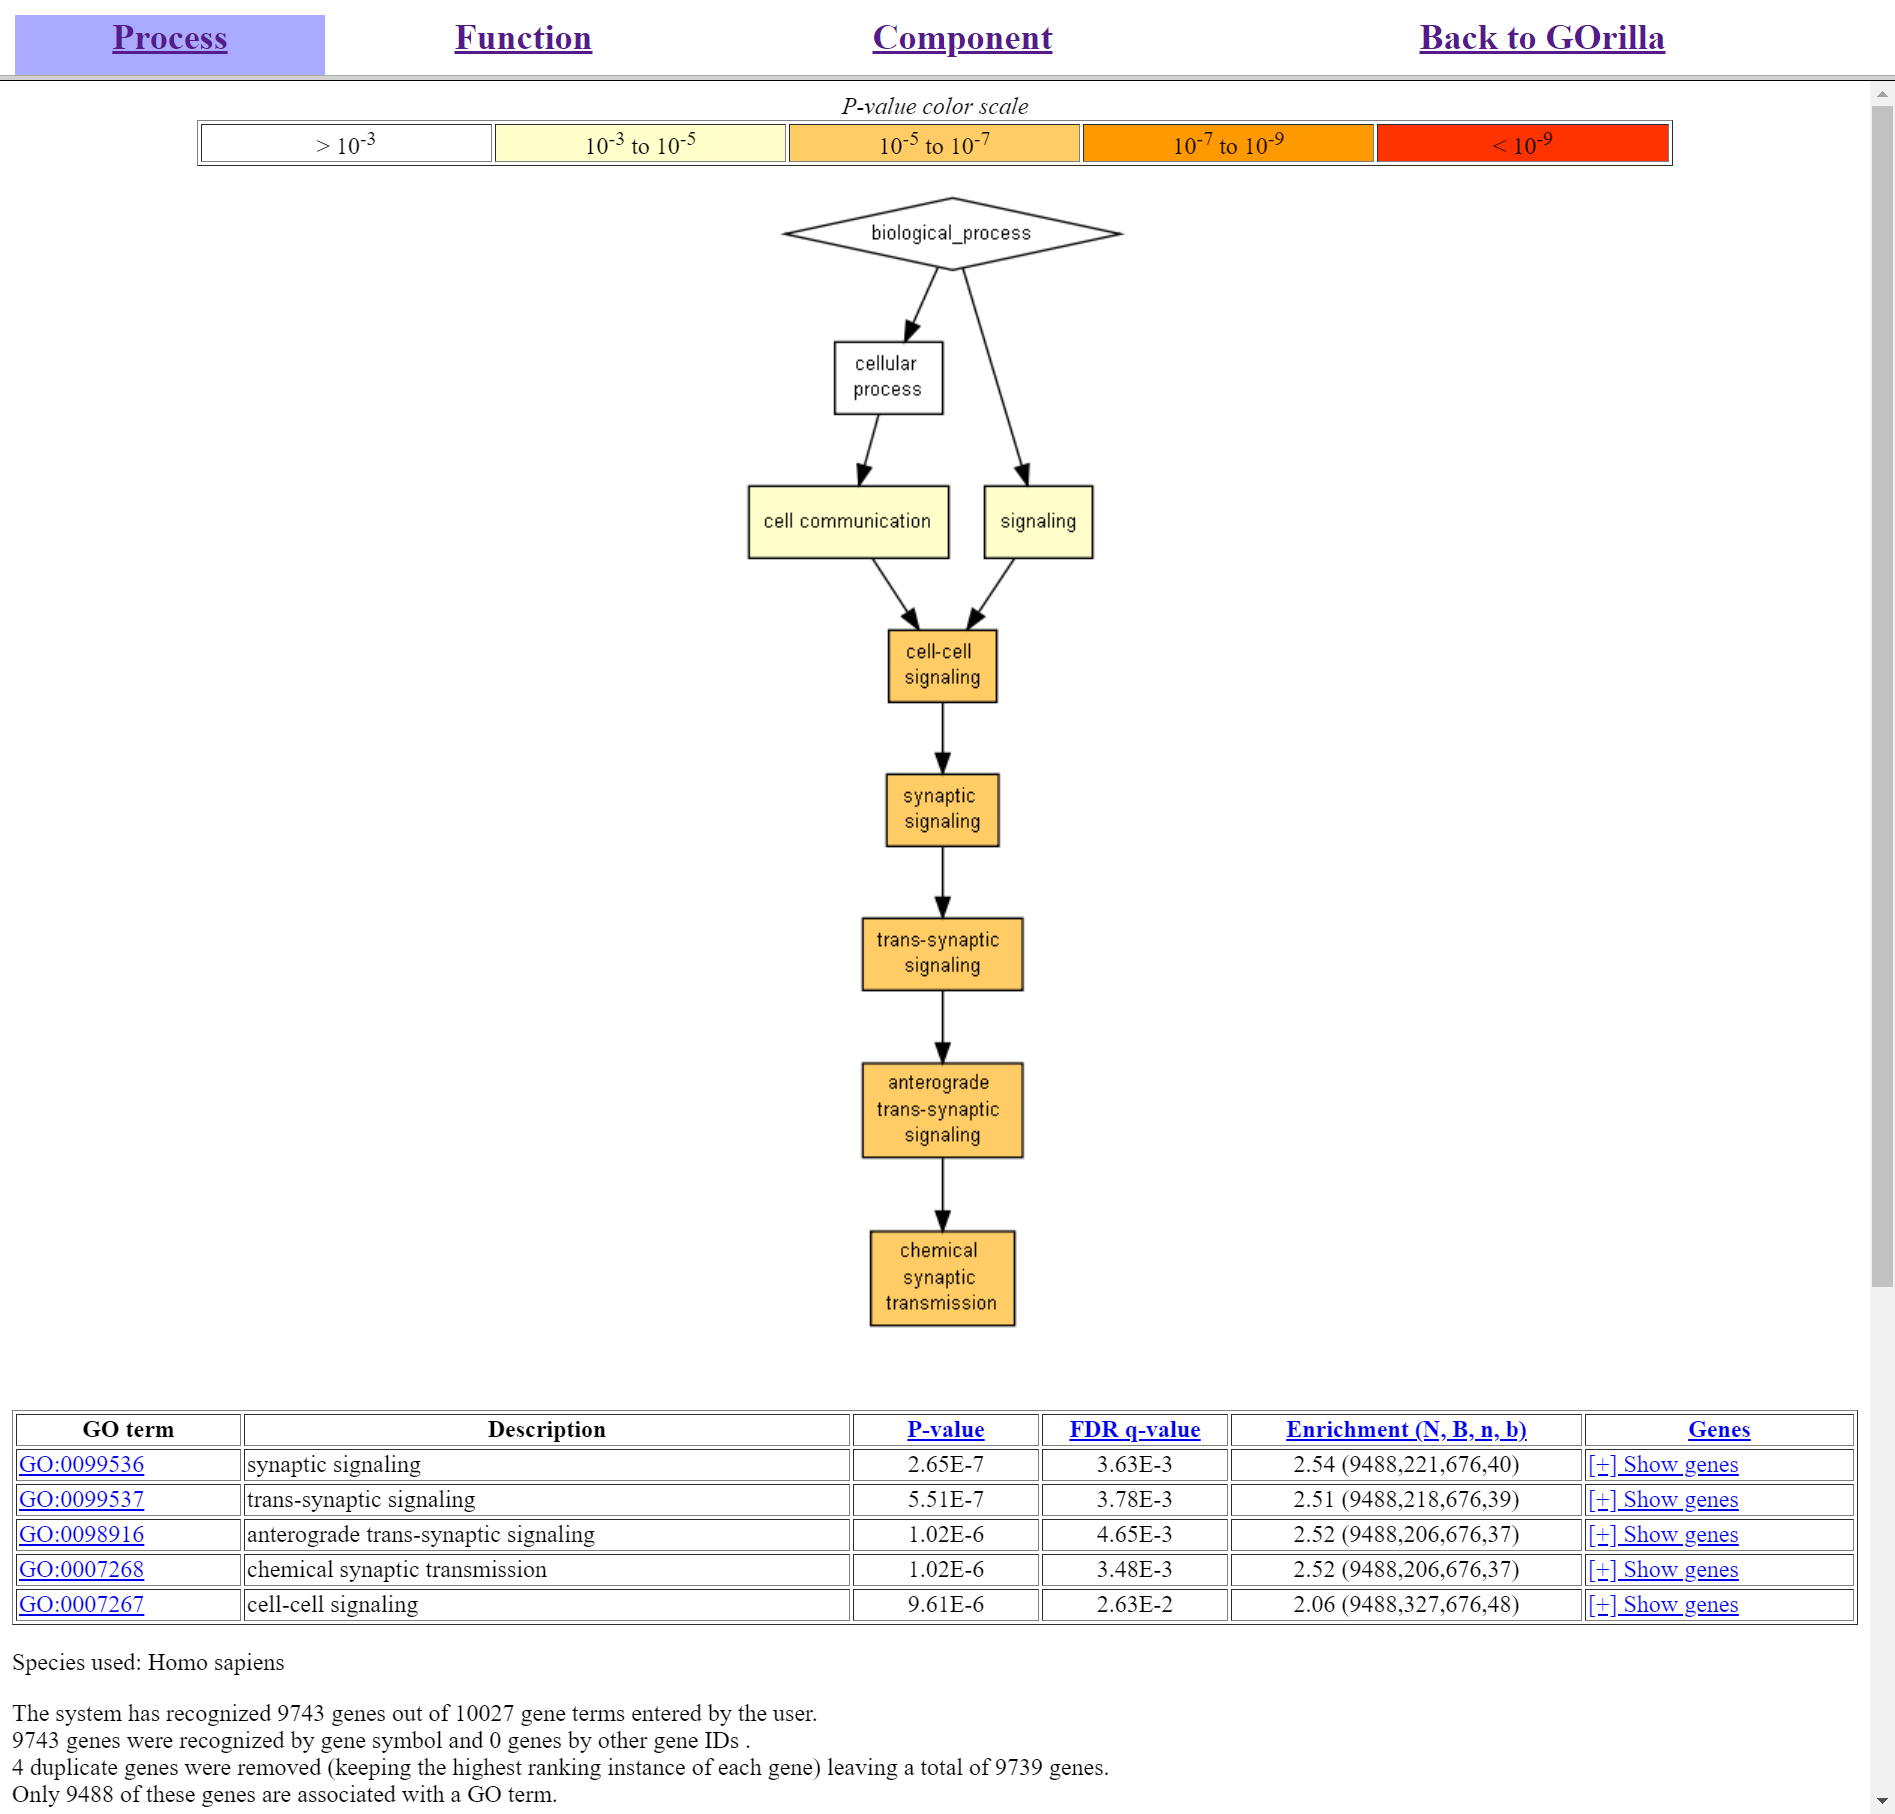 Process Function Component Back to GOrilla
P-value color scale
> 10-3 10-3 to 10-5 10-5 to 10-7 10-7 to 10-9 < 10-9
biological_process
cellular
process
cell communication signaling
cell-cell
signaling
synaptic
signaling
trans-synaptic
signaling
anterograde
trans-synaptic
signaling
chemical
synaptic
transmission
GO term Description P-value FDR q-value Enrichment (N, B, n, b) Genes
GO:0099536 synaptic signaling 2.65E-7 3.63E-3 2.54 (9488,221,676,40) [+] Show genes
GO:0099537 trans-synaptic signaling 5.51E-7 3.78E-3 2.51 (9488,218,676,39) [+] Show genes
GO:0098916 anterograde trans-synaptic signaling 1.02E-6 4.65E-3 2.52 (9488,206,676,37) [+] Show genes
GO:0007268 chemical synaptic transmission 1.02E-6 3.48E-3 2.52 (9488,206,676,37) [+] Show genes
GO:0007267 cell-cell signaling 9.61E-6 2.63E-2 2.06 (9488,327,676,48) [+] Show genes
Species used: Homo sapiens
The system has recognized 9743 genes out of 10027 gene terms entered by the user.
9743 genes were recognized by gene symbol and 0 genes by other gene IDs .
4 duplicate genes were removed (keeping the highest ranking instance of each gene) leaving a total of 9739 genes.
Only 9488 of these genes are associated with a GO term.